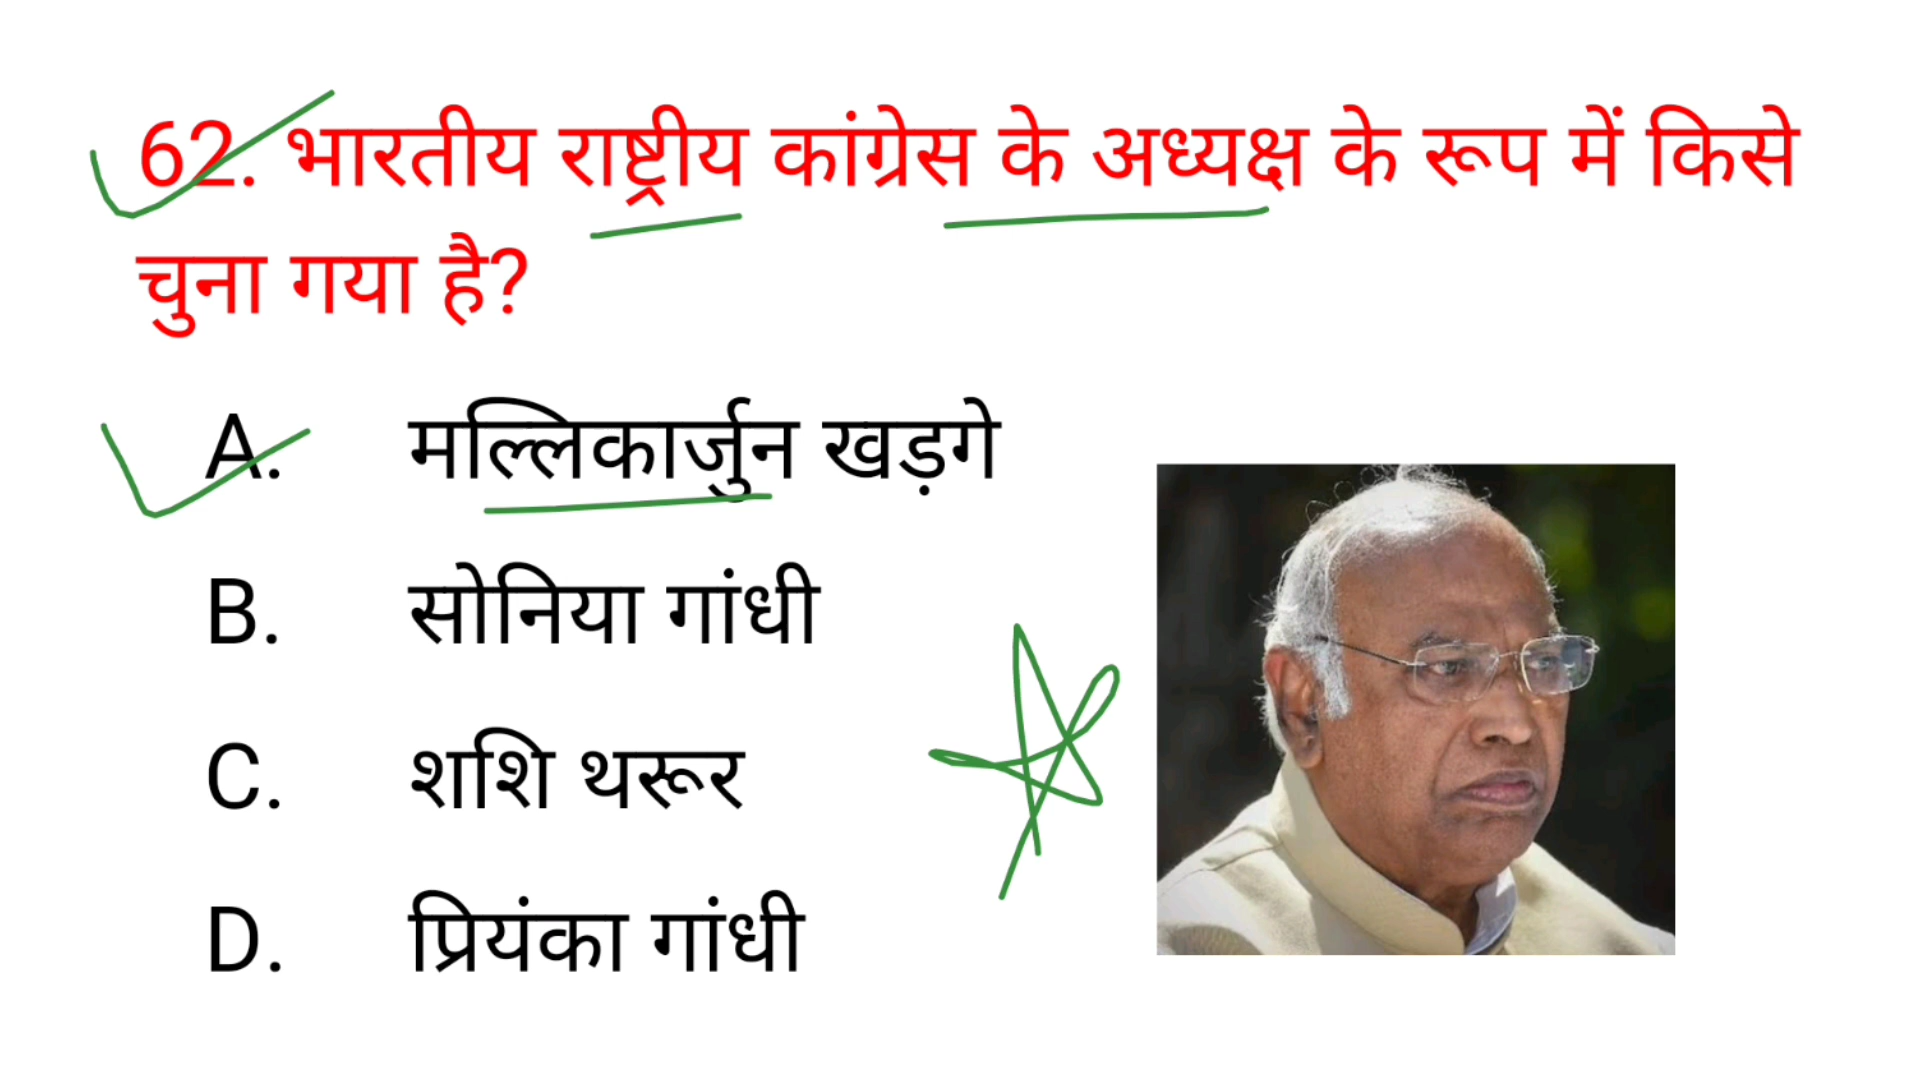 62. भारतीय राष्ट्रीय कांग्रेस के अध्यक्ष के रूप में किसे
चुना गया है?
A. मल्लिकार्जुन खड़गे
B. सोनिया गांधी
C. शशि थरूर
D. प्रियंका गांधी